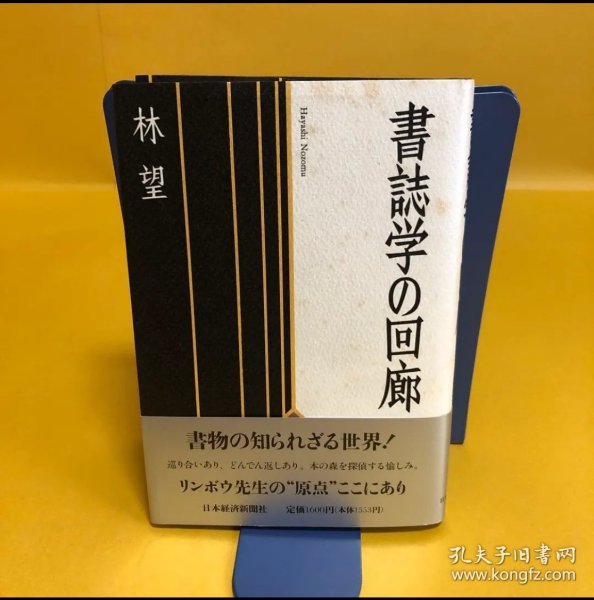 書誌学の回廊
Hayashi Nozomu
林望
書物の知られざる世界!
巡り合いあり、どんでん返しあり。本の森を探偵する愉しみ。
リンボウ先生の“原点”ここにあり
日本経済新聞社 定価1600円(本体1553円)
孔夫子旧书网
www.kongfz.com